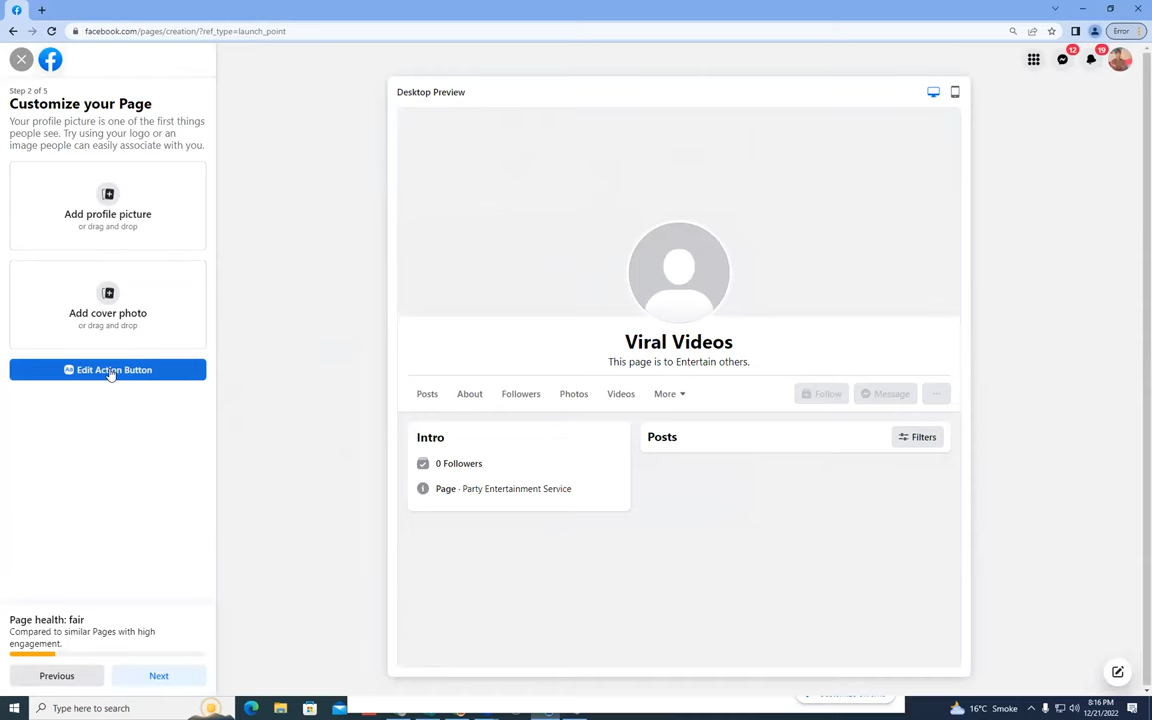 facebook.com/pages/creation/?ref_type=launch_point
Error
12
19
Step 2 of 5
Customize your Page
Your profile picture is one of the first things
people see. Try using your logo or an
image people can easily associate with you.
Add profile picture
or drag and drop
Add cover photo
or drag and drop
Edit Action Button
Page health: fair
Compared to similar Pages with high
engagement.
Previous
Next
Desktop Preview
Viral Videos
This page is to Entertain others.
Posts
About
Followers
Photos
Videos
More
Follow
Message
Intro
0 Followers
Page · Party Entertainment Service
Posts
Filters
Type here to search
16°C Smoke
8:16 PM
12/21/2022